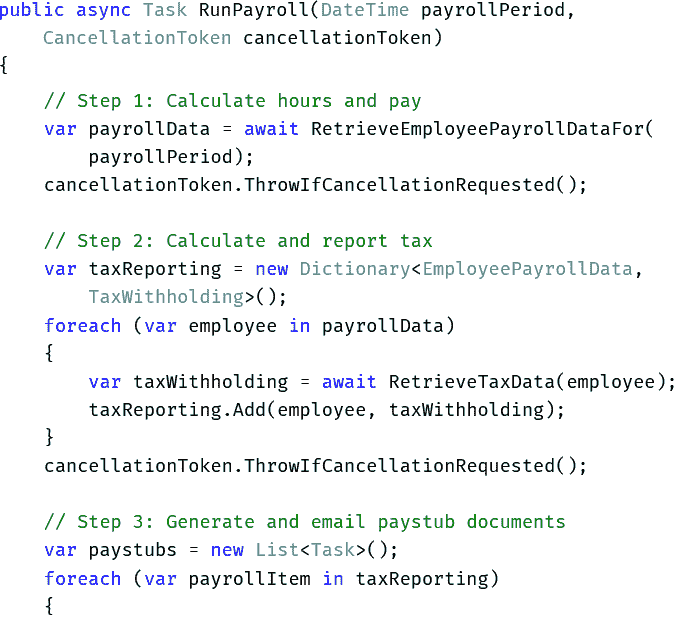 public async Task RunPayroll(DateTime payrollPeriod,
    CancellationToken cancellationToken)
{
    // Step 1: Calculate hours and pay
    var payrollData = await RetrieveEmployeePayrollDataFor(
        payrollPeriod);
    cancellationToken.ThrowIfCancellationRequested();

    // Step 2: Calculate and report tax
    var taxReporting = new Dictionary<EmployeePayrollData,
        TaxWithholding>();
    foreach (var employee in payrollData)
    {
        var taxWithholding = await RetrieveTaxData(employee);
        taxReporting.Add(employee, taxWithholding);
    }
    cancellationToken.ThrowIfCancellationRequested();

    // Step 3: Generate and email paystub documents
    var paystubs = new List<Task>();
    foreach (var payrollItem in taxReporting)
    {